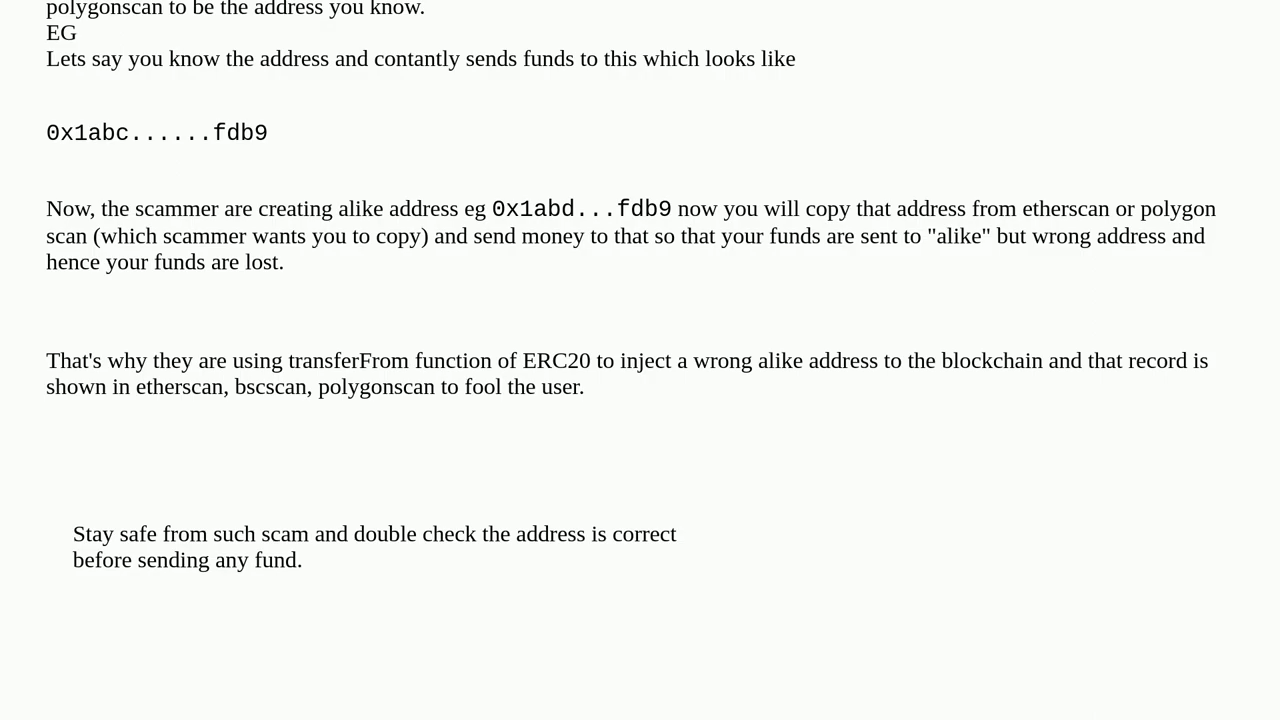 polygonscan to be the address you know.
EG
Lets say you know the address and contantly sends funds to this which looks like
0x1abc......fdb9
Now, the scammer are creating alike address eg 0x1abd...fdb9 now you will copy that address from etherscan or polygon
scan (which scammer wants you to copy) and send money to that so that your funds are sent to "alike" but wrong address and
hence your funds are lost.
That's why they are using transferFrom function of ERC20 to inject a wrong alike address to the blockchain and that record is
shown in etherscan, bscscan, polygonscan to fool the user.
Stay safe from such scam and double check the address is correct
before sending any fund.